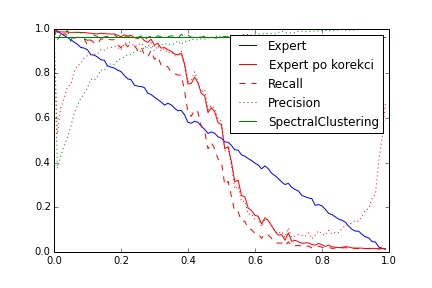 1.0
0.8
0.6
0.4
0.2
0.0
0.0 0.2 0.4 0.6 0.8 1.0
Expert
Expert po korekci
Recall
Precision
SpectralClustering